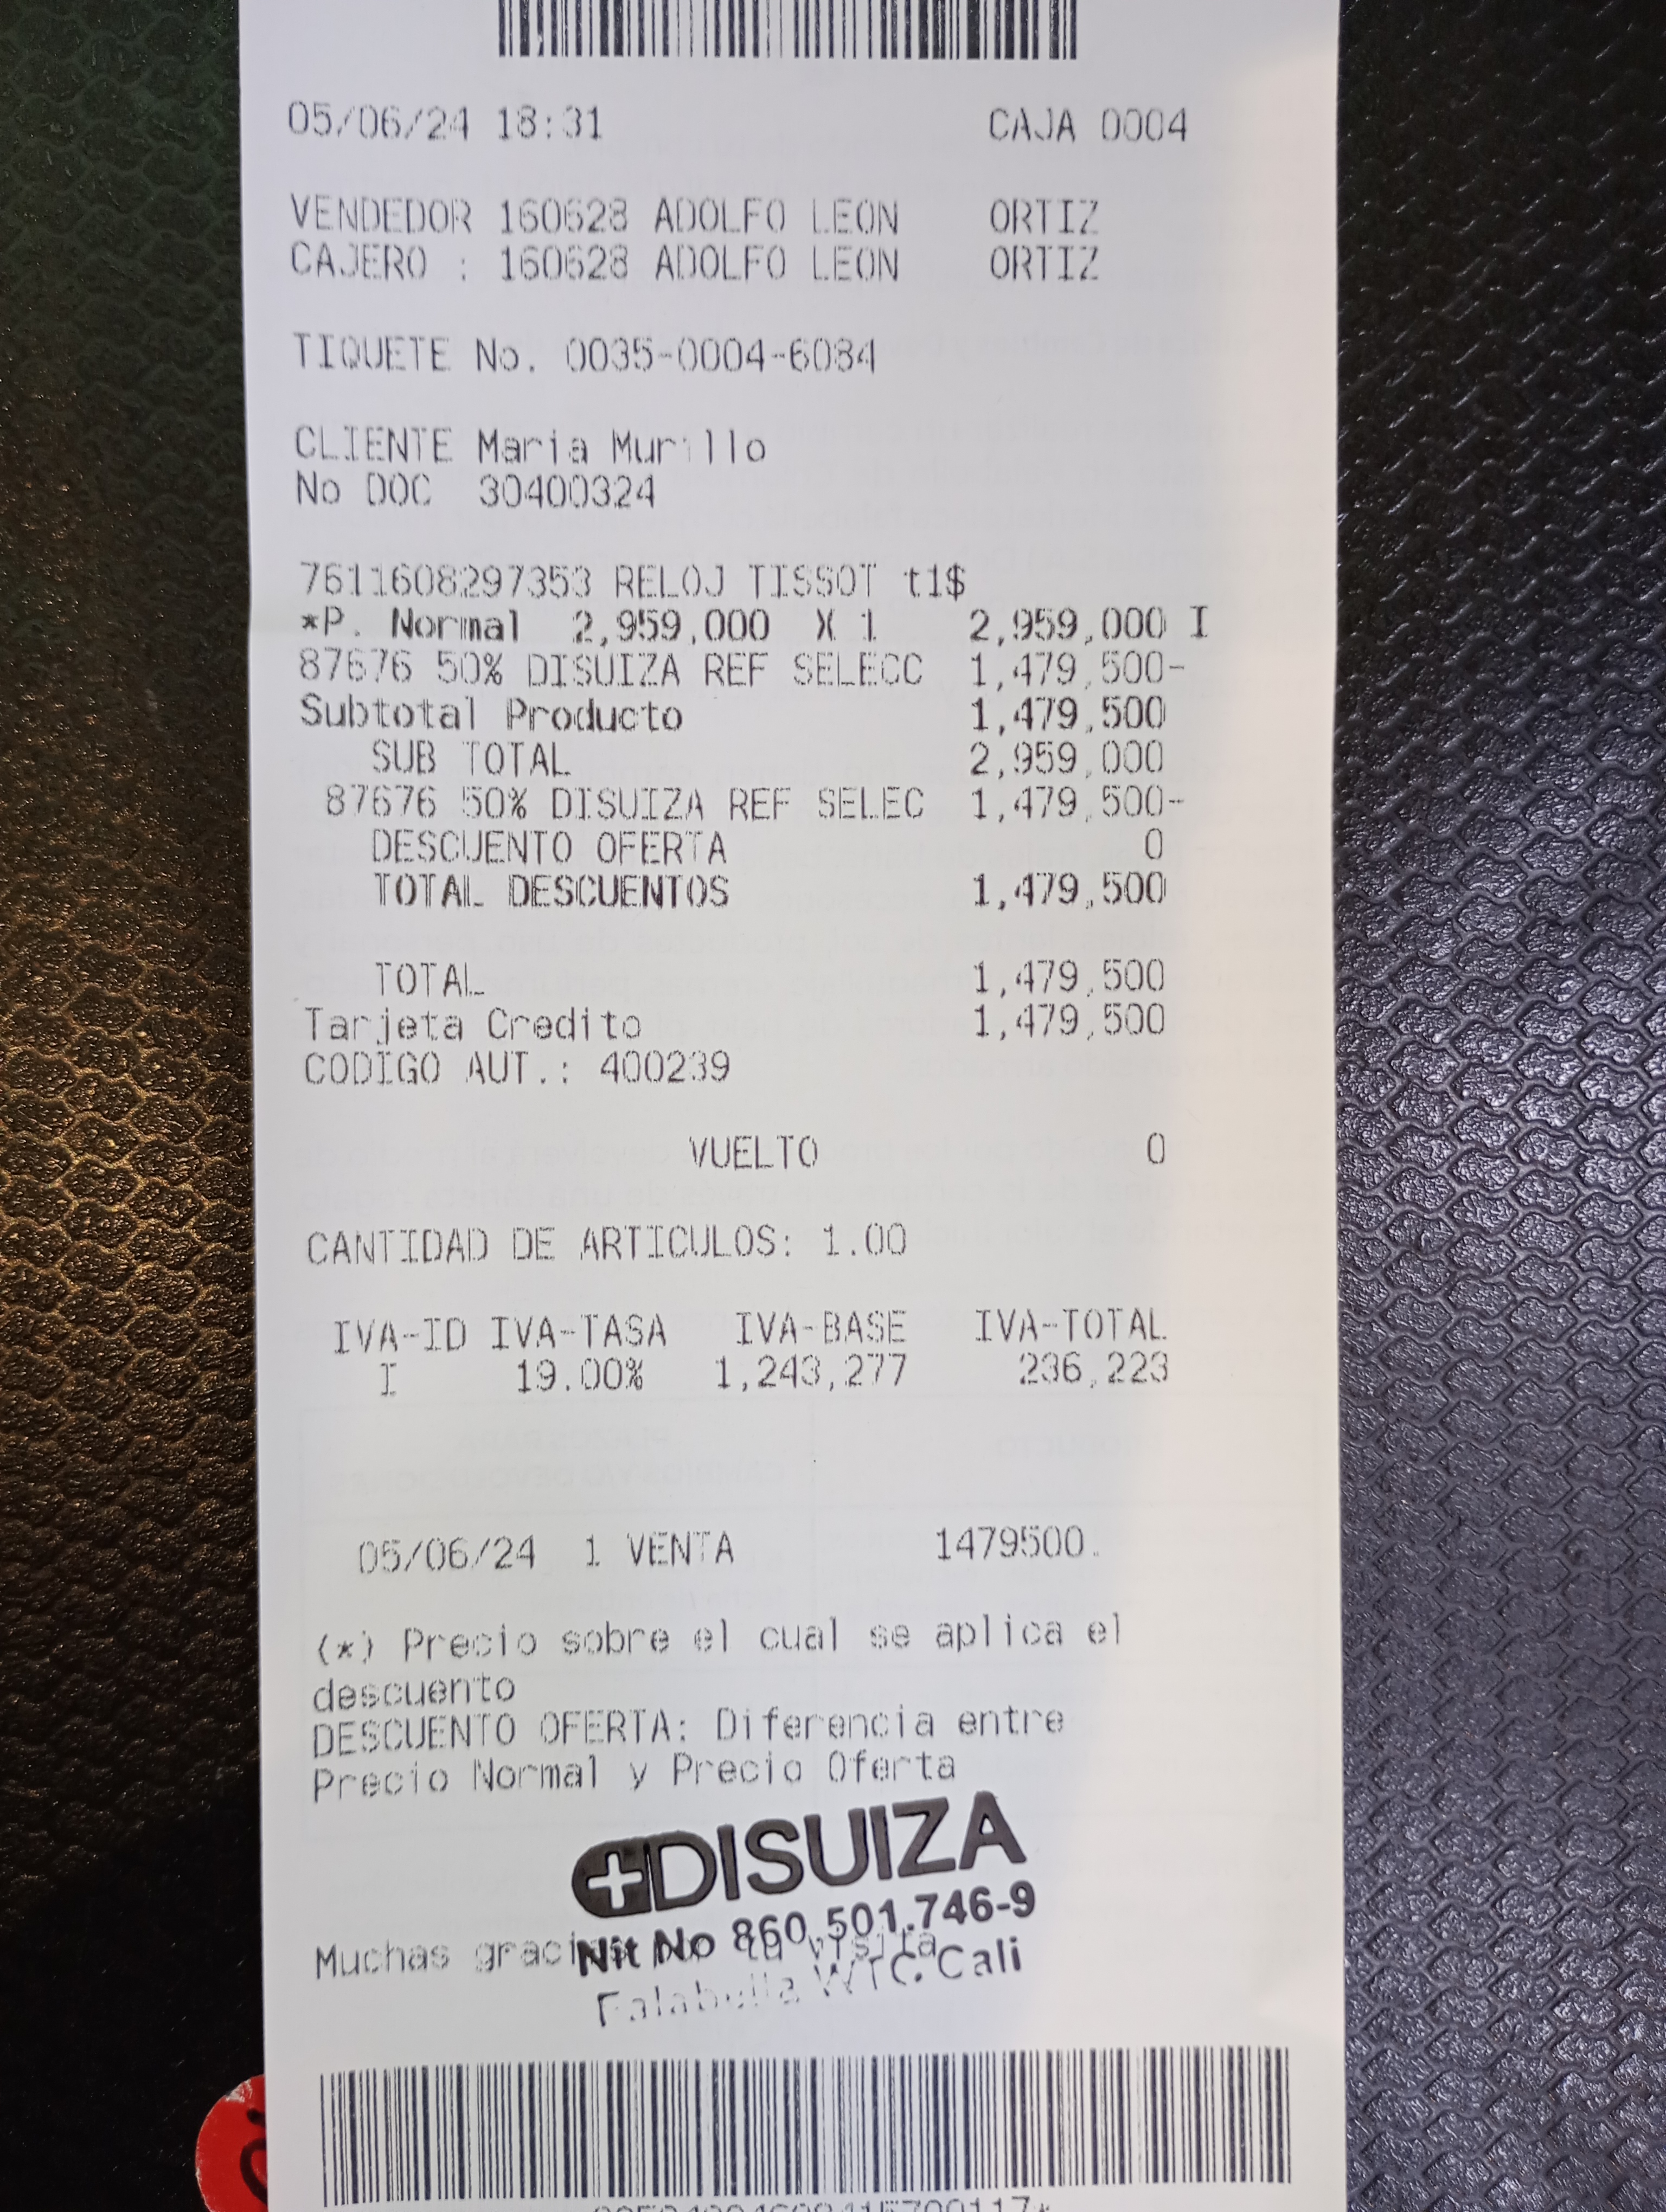 05/06/24 18:31 CAJA 0004
VENDEDOR 160628 ADOLFO LEON ORTIZ
CAJERO : 160628 ADOLFO LEON ORTIZ
TIQUETE No. 0035-0004-6084
CLIENTE Maria Murillo
No DOC 30400324
7611608297353 RELOJ TISSOT t1$
*P. Normal 2,959,000 X 1 2,959,000 I
87676 50% DISUIZA REF SELECC 1,479,500-
Subtotal Producto 1,479,500
SUB TOTAL 2,959,000
87676 50% DISUIZA REF SELEC 1,479,500-
DESCUENTO OFERTA 0
TOTAL DESCUENTOS 1,479,500
TOTAL 1,479,500
Tarjeta Credito 1,479,500
CODIGO AUT.: 400239
VUELTO 0
CANTIDAD DE ARTICULOS: 1.00
IVA-ID IVA-TASA IVA-BASE IVA-TOTAL
I 19.00% 1,243,277 236,223
05/06/24 1 VENTA 1479500.
(*) Precio sobre el cual se aplica el
descuento
DESCUENTO OFERTA: Diferencia entre
Precio Normal y Precio Oferta
DISUIZA
Nit No 860.501.746-9
Muchas gracias por tu visita
Falabella WTC. Cali